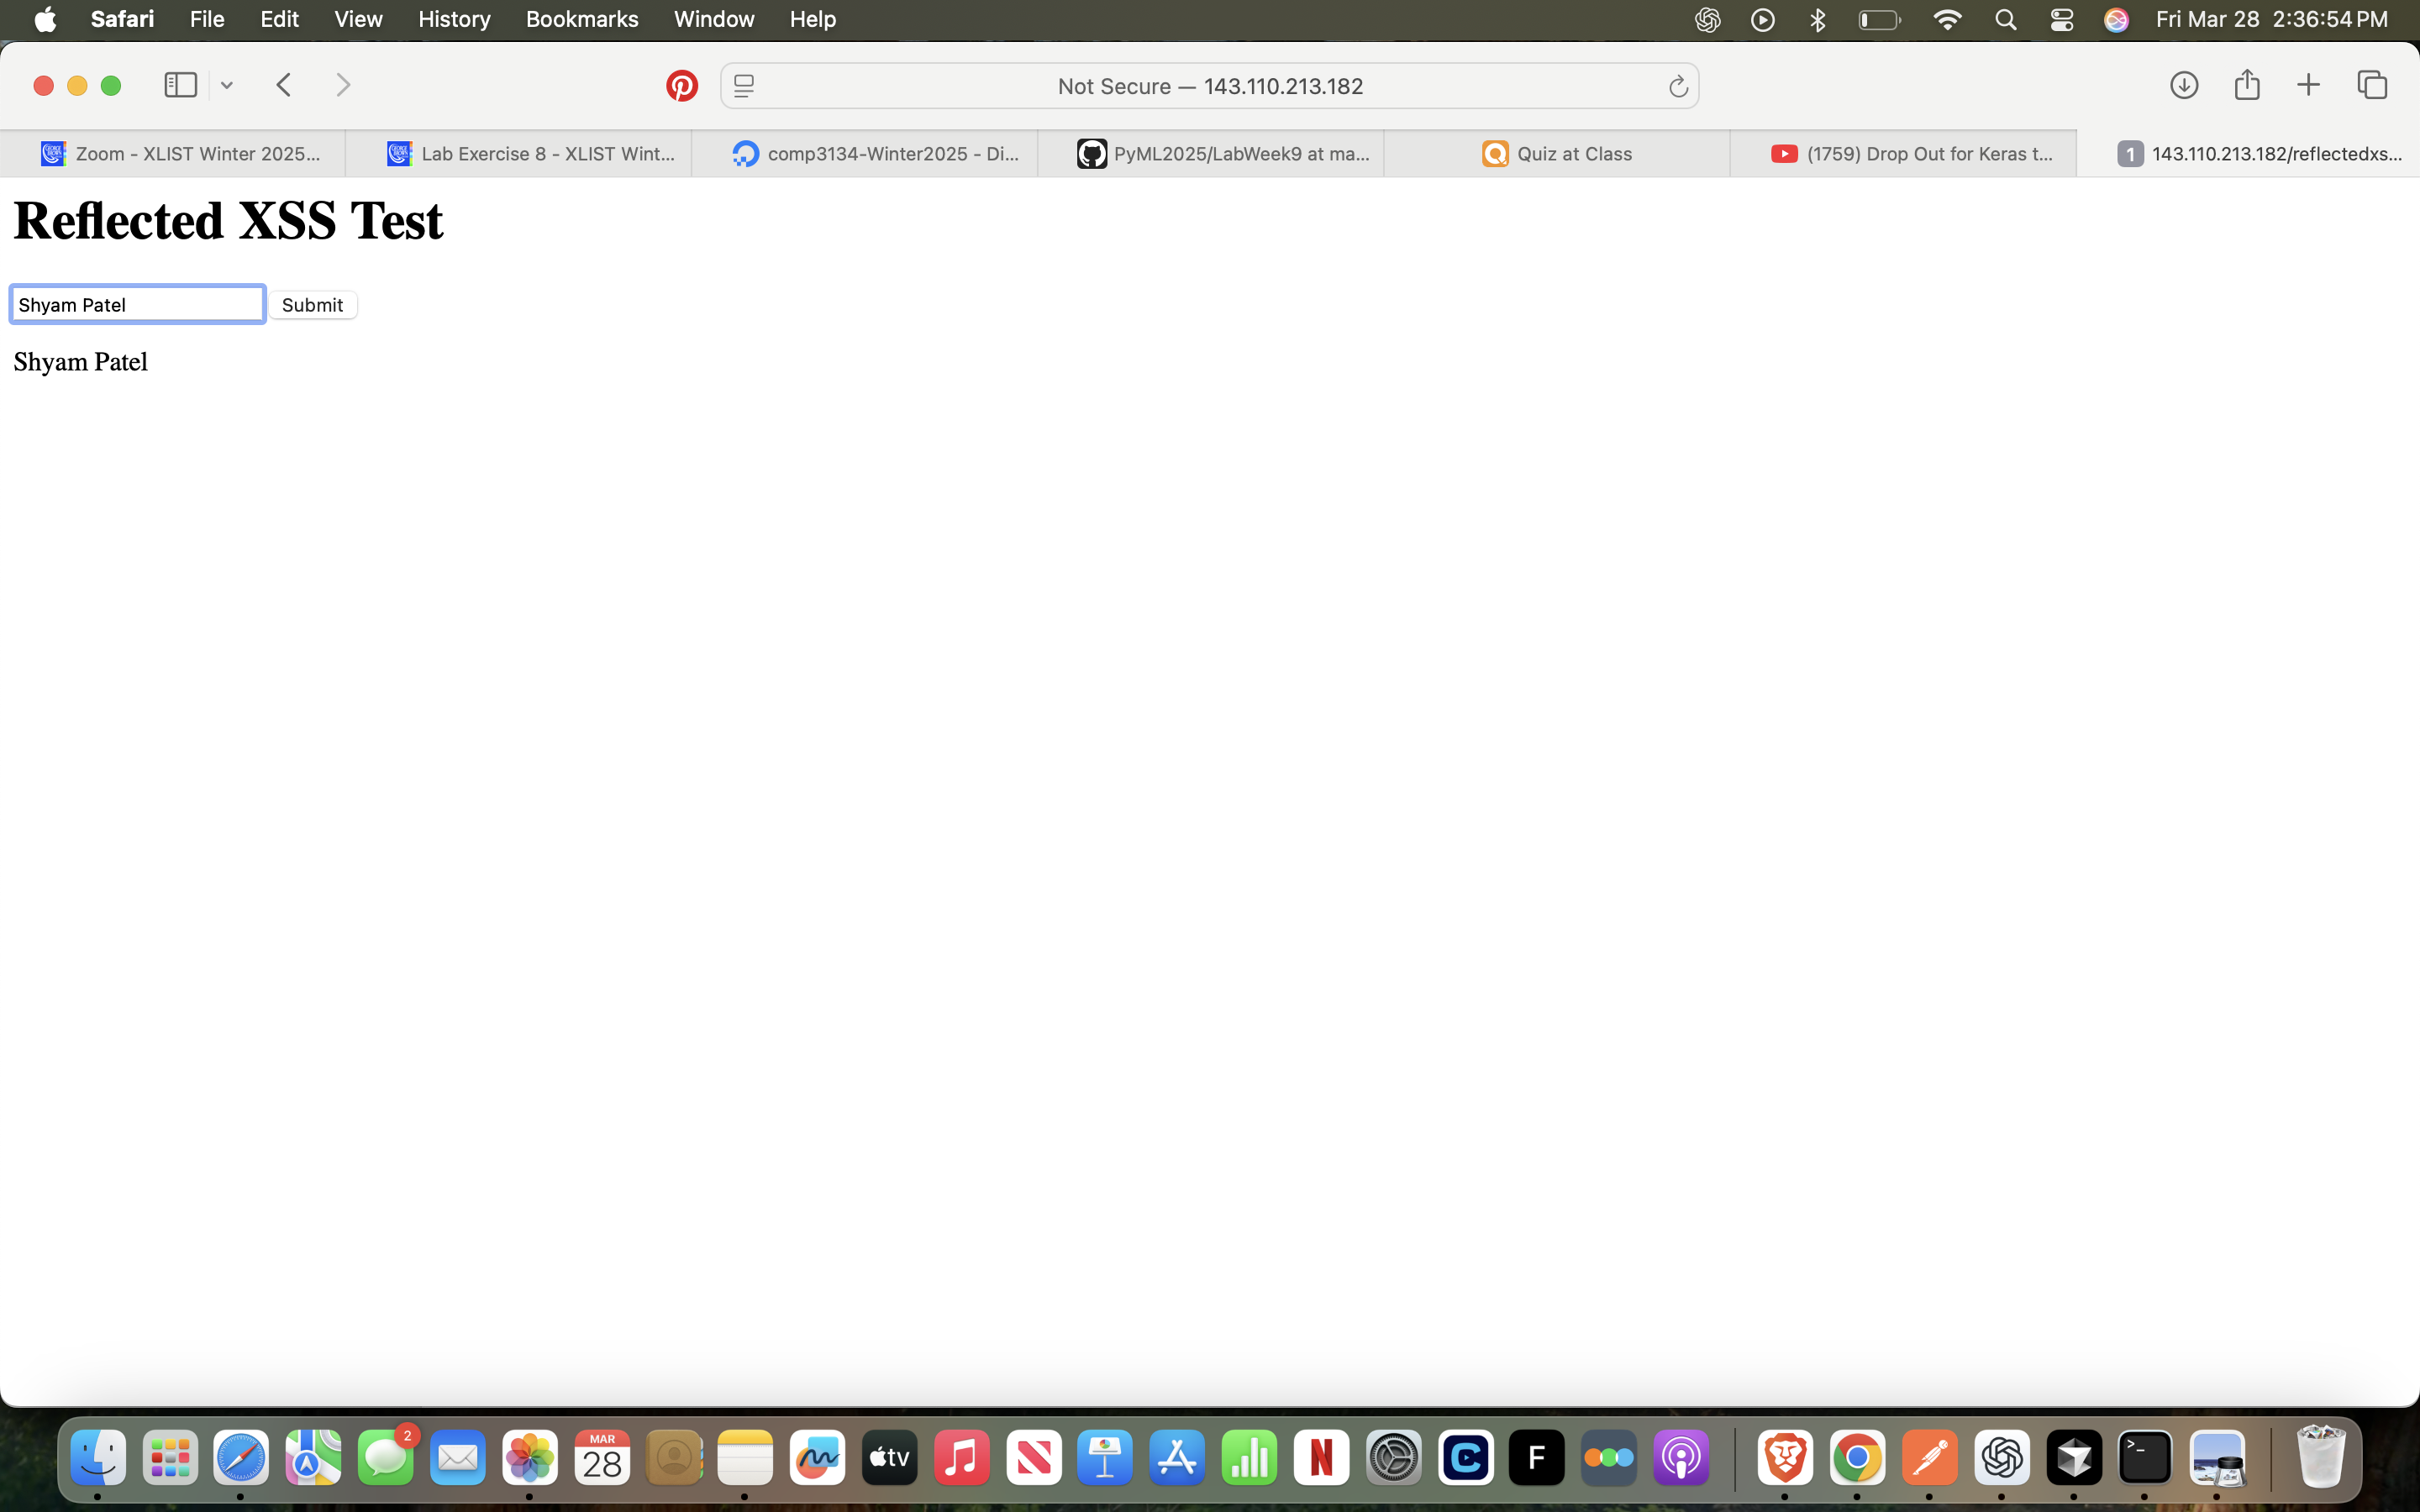 Safari File Edit View History Bookmarks Window Help Fri Mar 28 2:36:54 PM
Not Secure — 143.110.213.182
Zoom - XLIST Winter 2025... Lab Exercise 8 - XLIST Wint... comp3134-Winter2025 - Di... PyML2025/LabWeek9 at ma... Quiz at Class (1759) Drop Out for Keras t... 1 143.110.213.182/reflectedxs...
Reflected XSS Test
Shyam Patel Submit
Shyam Patel
2 MAR 28 tv N C F >_